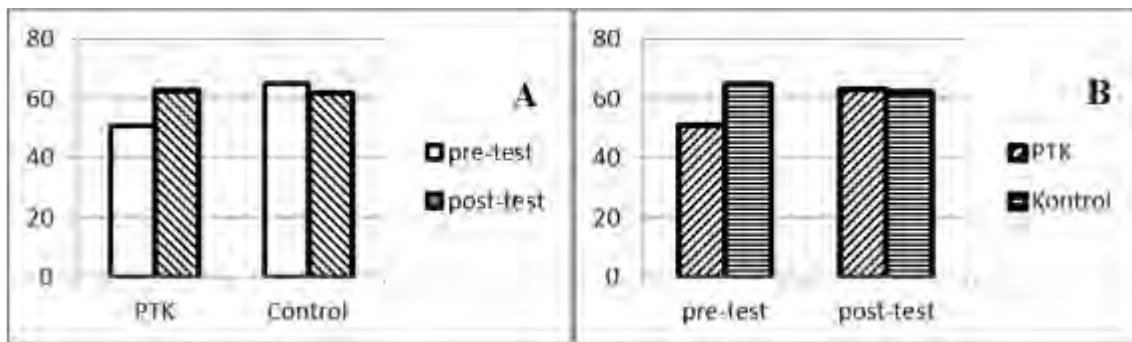 80
60
40
20
0
PTK
Control
A
pre-test
post-test
80
60
40
20
0
pre-test
post-test
B
PTK
Kontrol